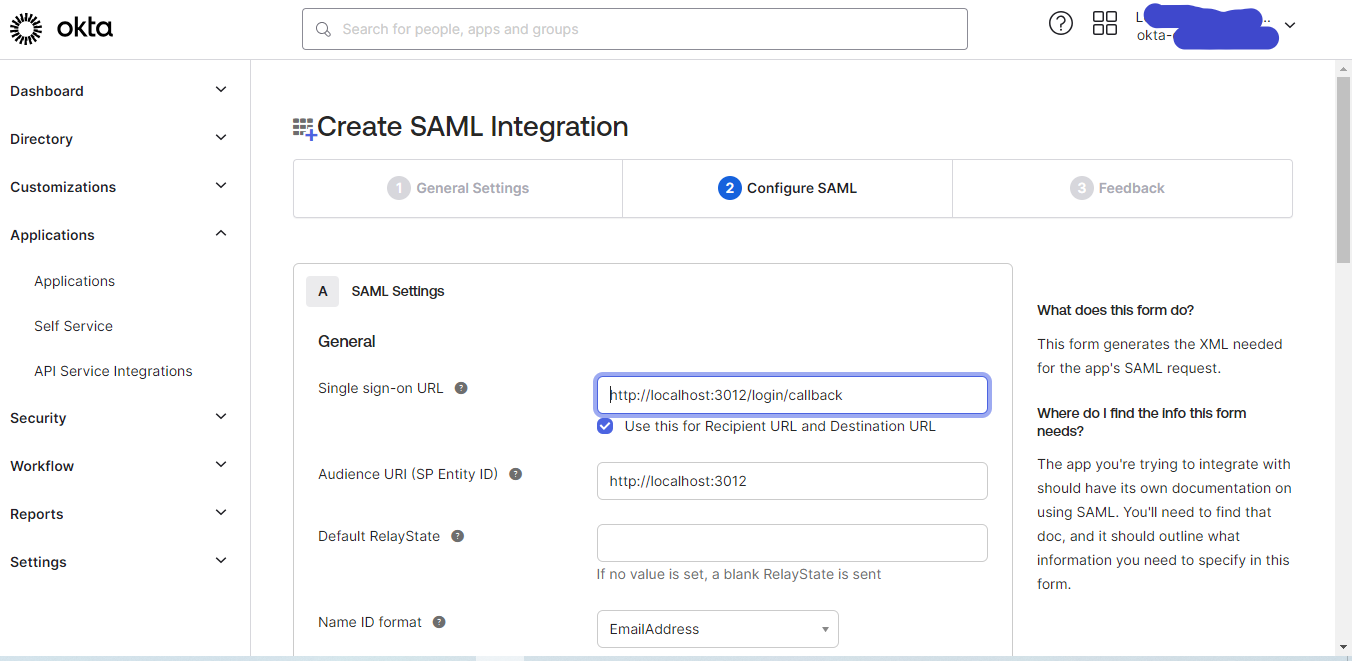 okta
Search for people, apps and groups
L
..
okta-
Dashboard
Directory
Customizations
Applications
Applications
Self Service
API Service Integrations
Security
Workflow
Reports
Settings
Create SAML Integration
1 General Settings
2 Configure SAML
3 Feedback
A SAML Settings
General
Single sign-on URL ?
http://localhost:3012/login/callback
Use this for Recipient URL and Destination URL
Audience URI (SP Entity ID) ?
http://localhost:3012
Default RelayState ?
If no value is set, a blank RelayState is sent
Name ID format ?
EmailAddress
What does this form do?
This form generates the XML needed
for the app's SAML request.
Where do I find the info this form
needs?
The app you're trying to integrate with
should have its own documentation on
using SAML. You'll need to find that
doc, and it should outline what
information you need to specify in this
form.